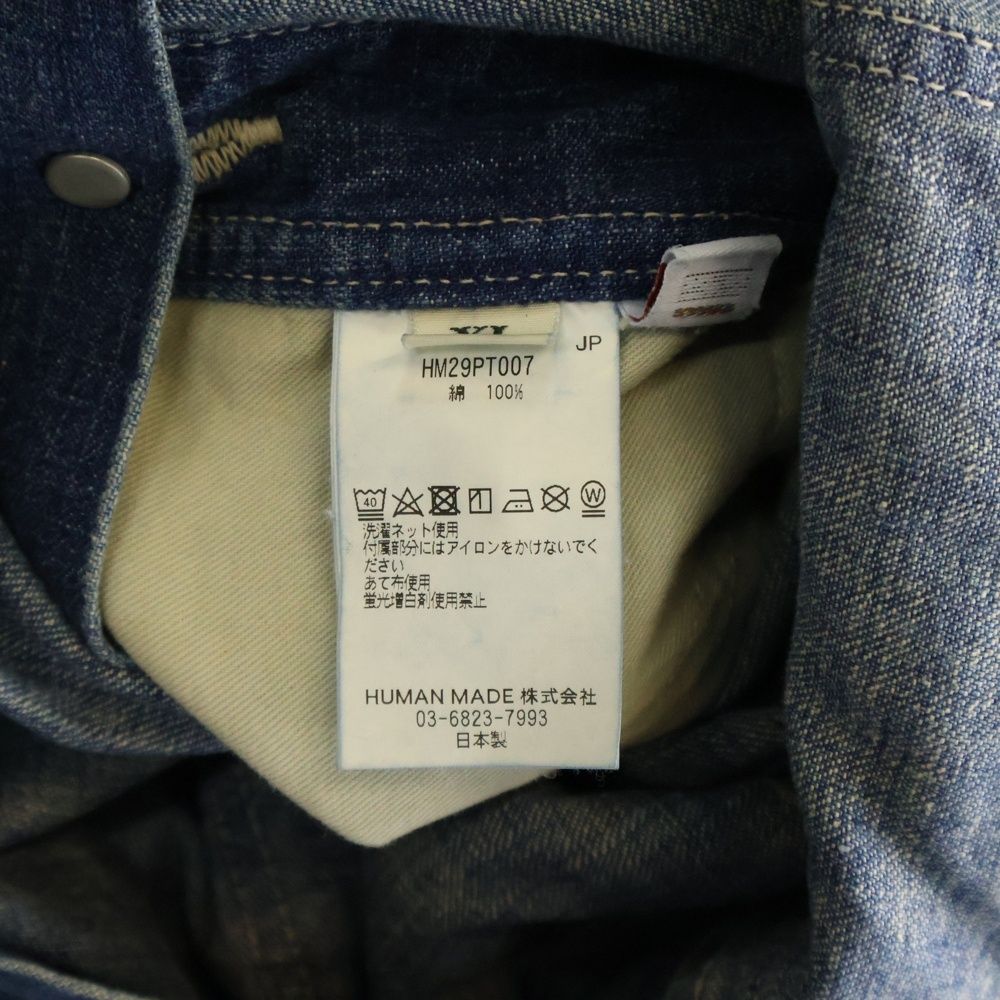 JP
HM29PT007
綿 100%
40
W
洗濯ネット使用
付属部分にはアイロンをかけないでく
ださい
あて布使用
蛍光増白剤使用禁止
HUMAN MADE 株式会社
03-6823-7993
日本製